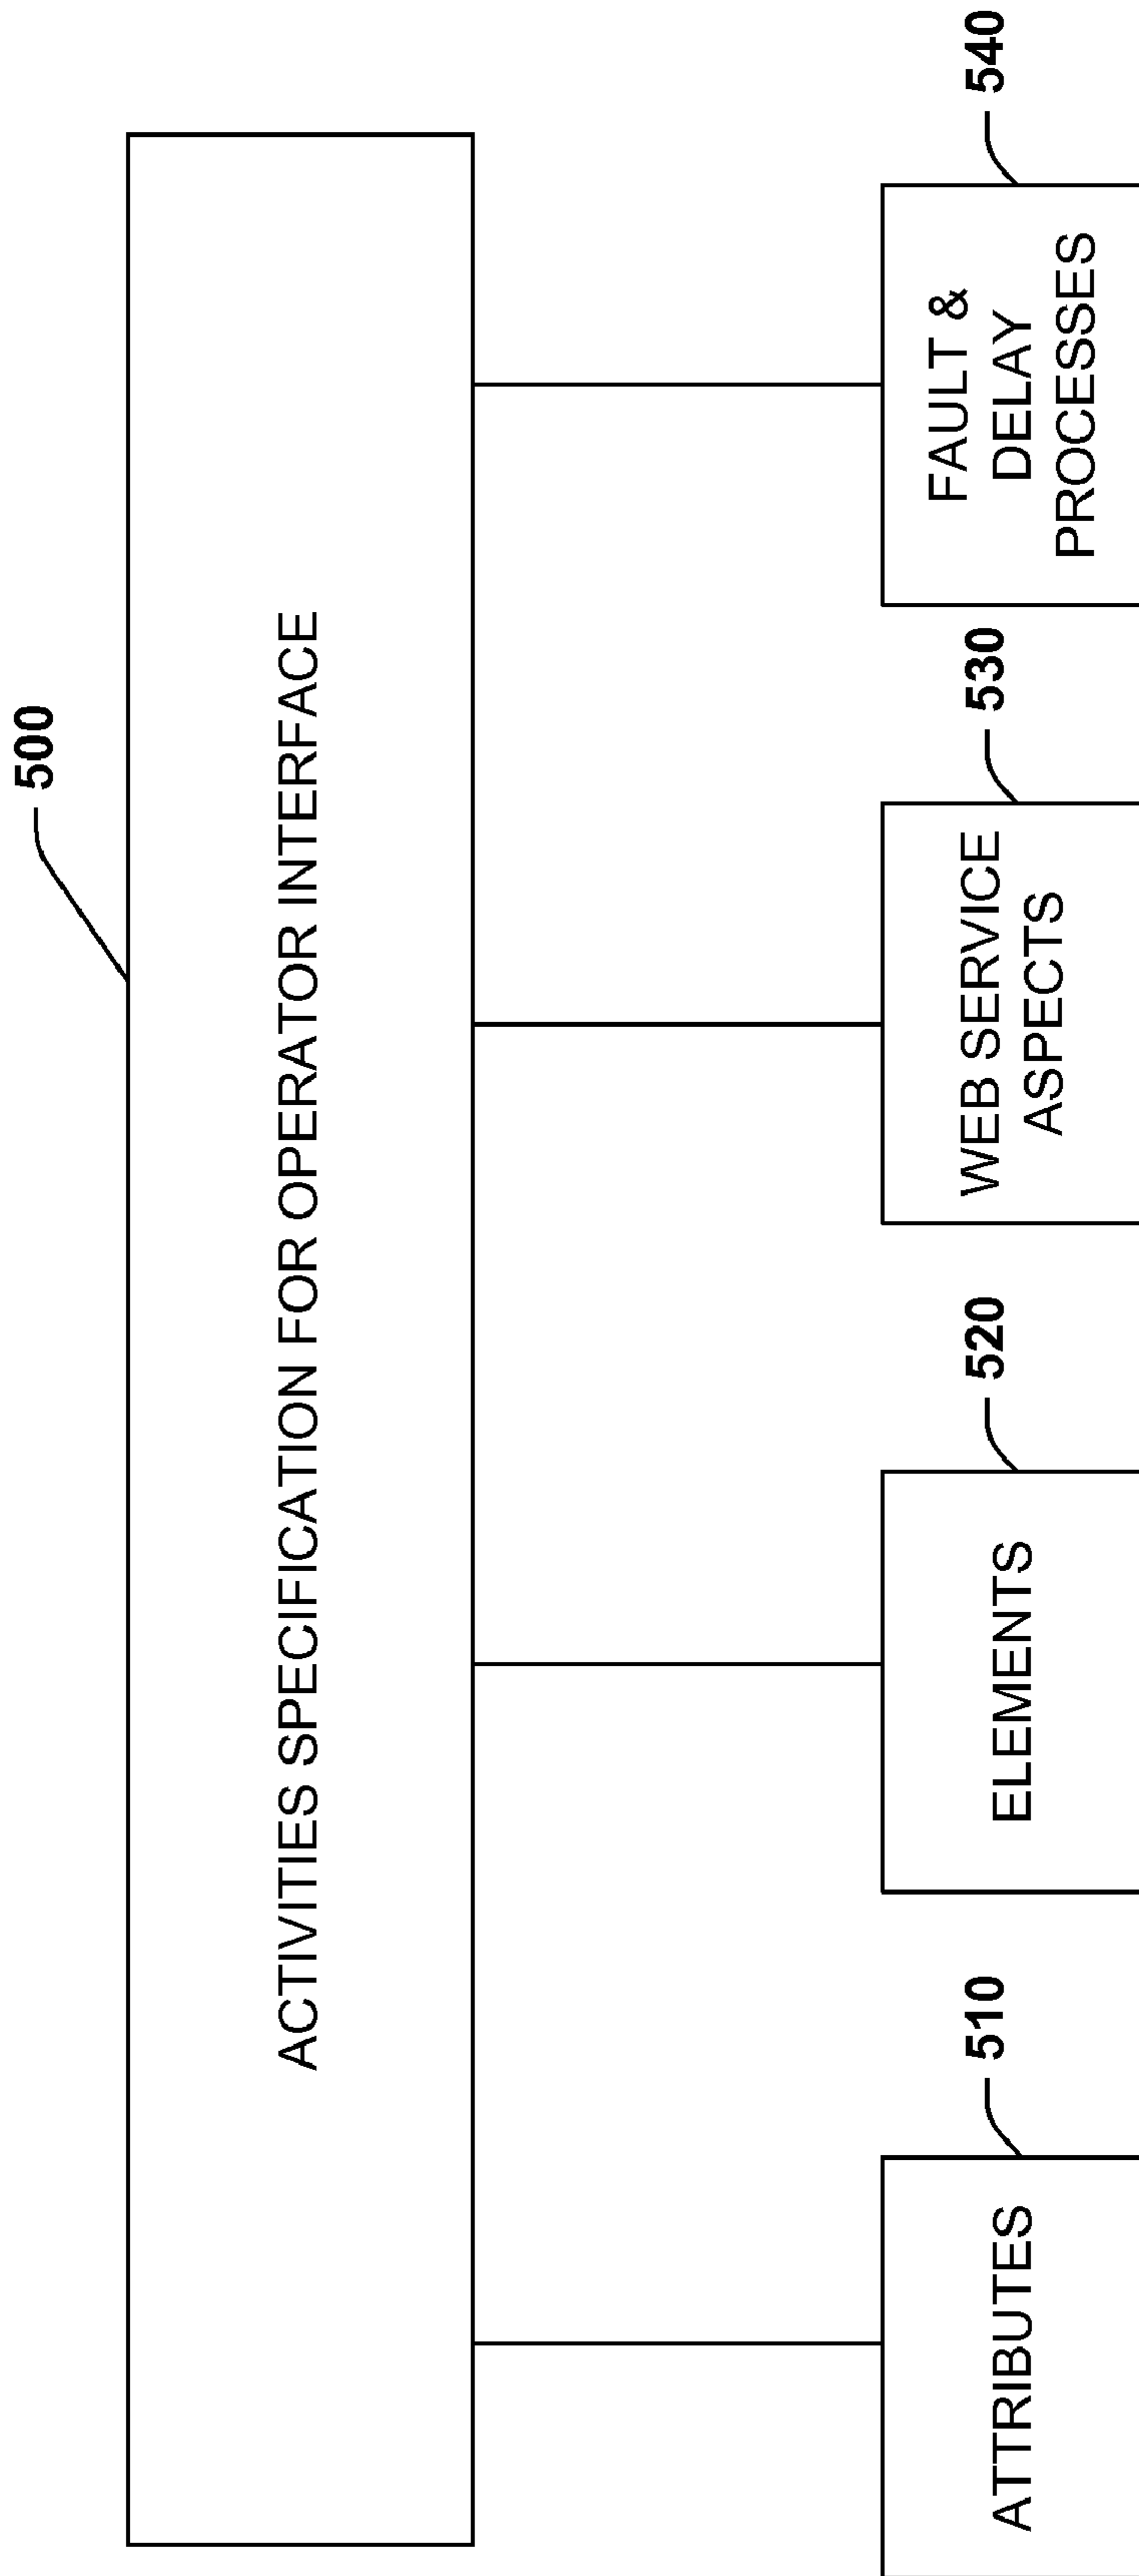 500
ACTIVITIES SPECIFICATION FOR OPERATOR INTERFACE
510
ATTRIBUTES
520
ELEMENTS
530
WEB SERVICE
ASPECTS
540
FAULT &
DELAY
PROCESSES